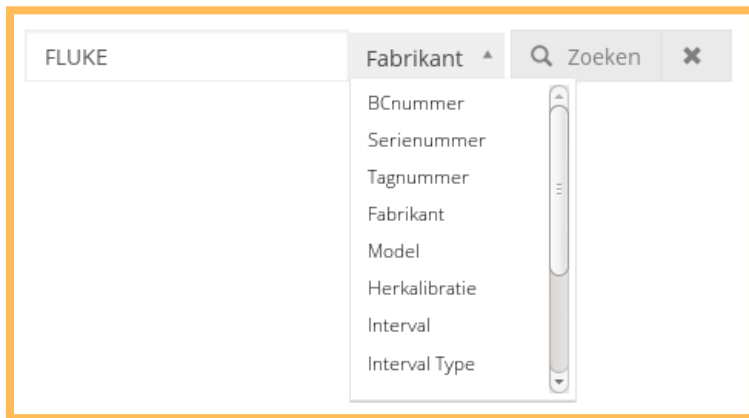 FLUKE Fabrikant Zoeken
BCnummer
Serienummer
Tagnummer
Fabrikant
Model
Herkalibratie
Interval
Interval Type